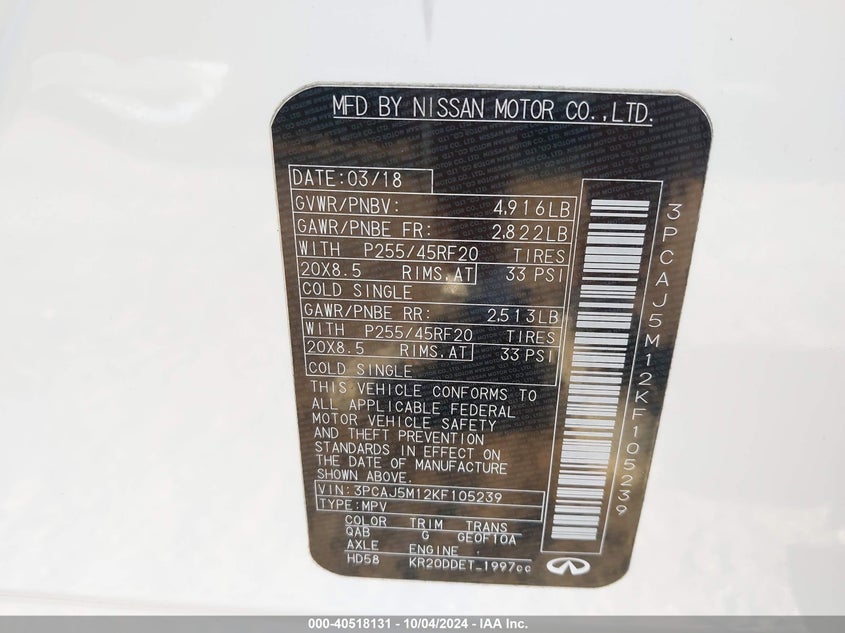 MFD BY NISSAN MOTOR CO.,LTD.
DATE:03/18
GVWR/PNBV: 4,916LB
GAWR/PNBE FR: 2,822LB
WITH P255/45RF20 TIRES
20X8.5 RIMS,AT 33 PSI
COLD SINGLE
GAWR/PNBE RR: 2,513LB
WITH P255/45RF20 TIRES
20X8.5 RIMS,AT 33 PSI
COLD SINGLE
THIS VEHICLE CONFORMS TO
ALL APPLICABLE FEDERAL
MOTOR VEHICLE SAFETY
AND THEFT PREVENTION
STANDARDS IN EFFECT ON
THE DATE OF MANUFACTURE
SHOWN ABOVE.
VIN:3PCAJ5M12KF105239
TYPE:MPV
COLOR TRIM TRANS
QAB G GE0F10A
AXLE ENGINE
HD58 KR20DDET_1997cc
3PCAJ5M12KF105239
000-40518131 - 10/04/2024 - IAA Inc.